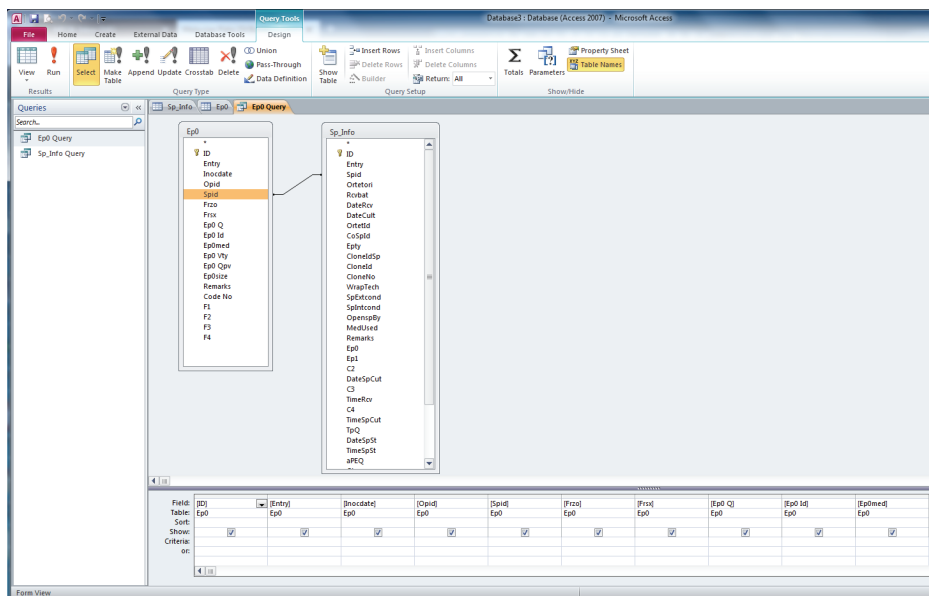 Query Tools
Database3 : Database (Access 2007) - Microsoft Access
File Home Create External Data Database Tools Design
View Run Select Make Table Append Update Crosstab Delete
Union
Pass-Through
Data Definition
Show Table
Insert Rows
Delete Rows
Builder
Insert Columns
Delete Columns
Return: All
Totals Parameters
Property Sheet
Table Names
Results Query Type Query Setup Show/Hide
Queries
Search...
Ep0 Query
Sp_Info Query
Sp_Info Ep0 Ep0 Query
Ep0
*
ID
Entry
Inocdate
Opid
Spid
Frzo
Frsx
Ep0 Q
Ep0 Id
Ep0med
Ep0 Vty
Ep0 Qpv
Ep0size
Remarks
Code No
F1
F2
F3
F4
Sp_Info
*
ID
Entry
Spid
Ortetori
Rcvbat
DateRcv
DateCult
OrtetId
CoSpId
Epty
CloneIdSp
CloneId
CloneNo
WrapTech
SpExtcond
SpIntcond
OpenspBy
MedUsed
Remarks
Ep0
Ep1
C2
DateSpCut
C3
TimeRcv
C4
TimeSpCut
TpQ
DateSpSt
TimeSpSt
aPEQ
Field: [ID] [Entry] [Inocdate] [Opid] [Spid] [Frzo] [Frsx] [Ep0 Q] [Ep0 Id] [Ep0med]
Table: Ep0 Ep0 Ep0 Ep0 Ep0 Ep0 Ep0 Ep0 Ep0 Ep0
Sort:
Show:
Criteria:
or:
Form View